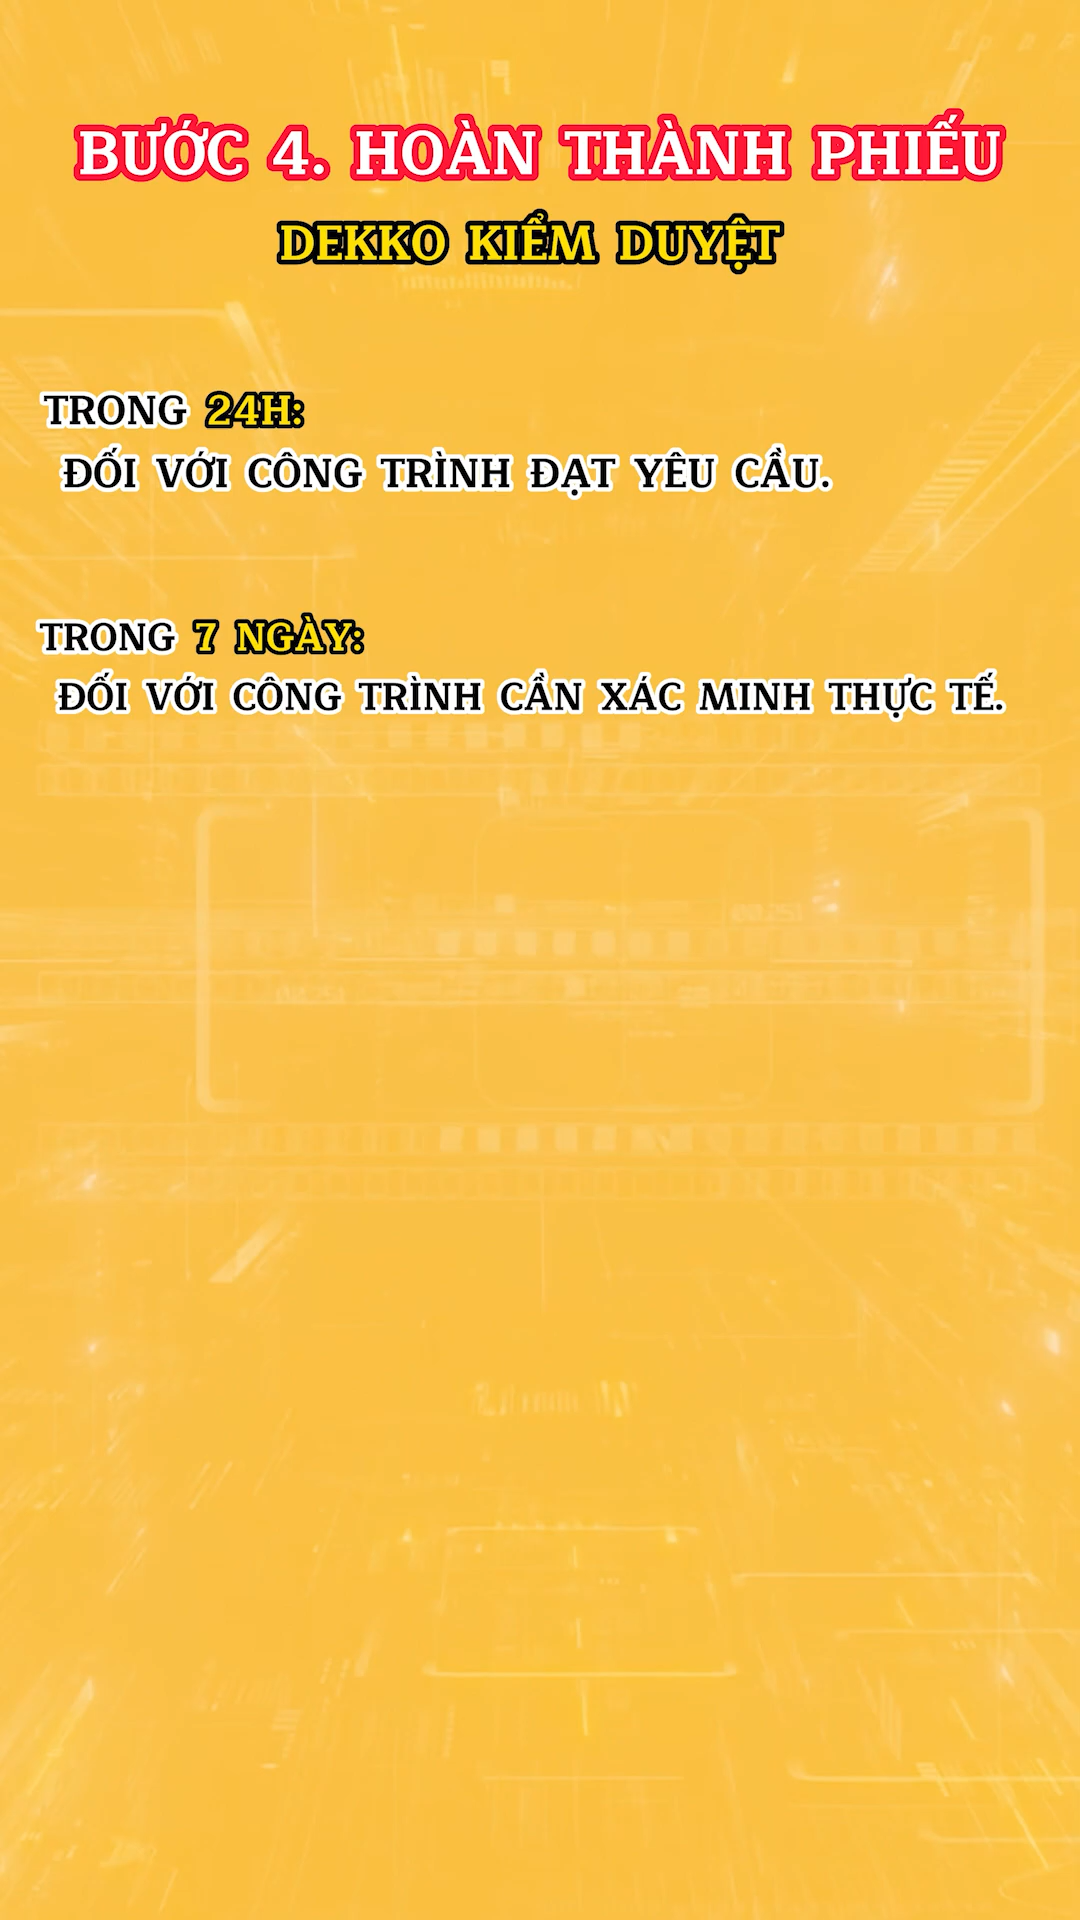 BƯỚC 4. HOÀN THÀNH PHIẾU
DEKKO KIỂM DUYỆT
TRONG 24H:
ĐỐI VỚI CÔNG TRÌNH ĐẠT YÊU CẦU.
TRONG 7 NGÀY:
ĐỐI VỚI CÔNG TRÌNH CẦN XÁC MINH THỰC TẾ.